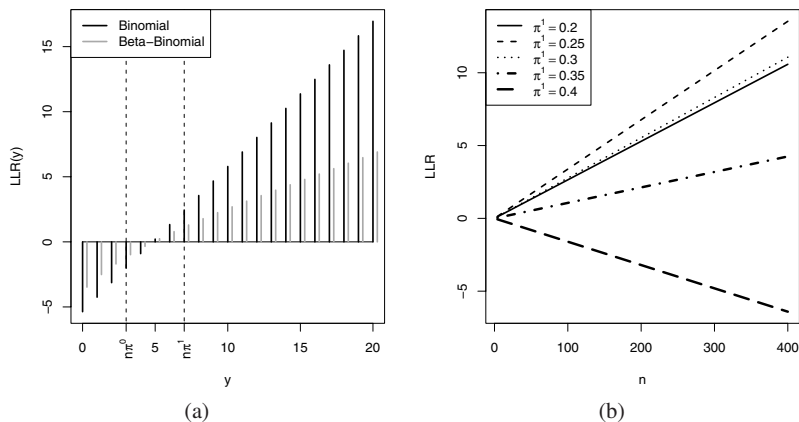 Binomial
Beta−Binomial
LLR(y)
15
10
5
0
−5
0
nπ⁰
5
nπ¹
10
15
20
y
(a)
π¹ = 0.2
π¹ = 0.25
π¹ = 0.3
π¹ = 0.35
π¹ = 0.4
LLR
10
5
0
−5
0
100
200
300
400
n
(b)